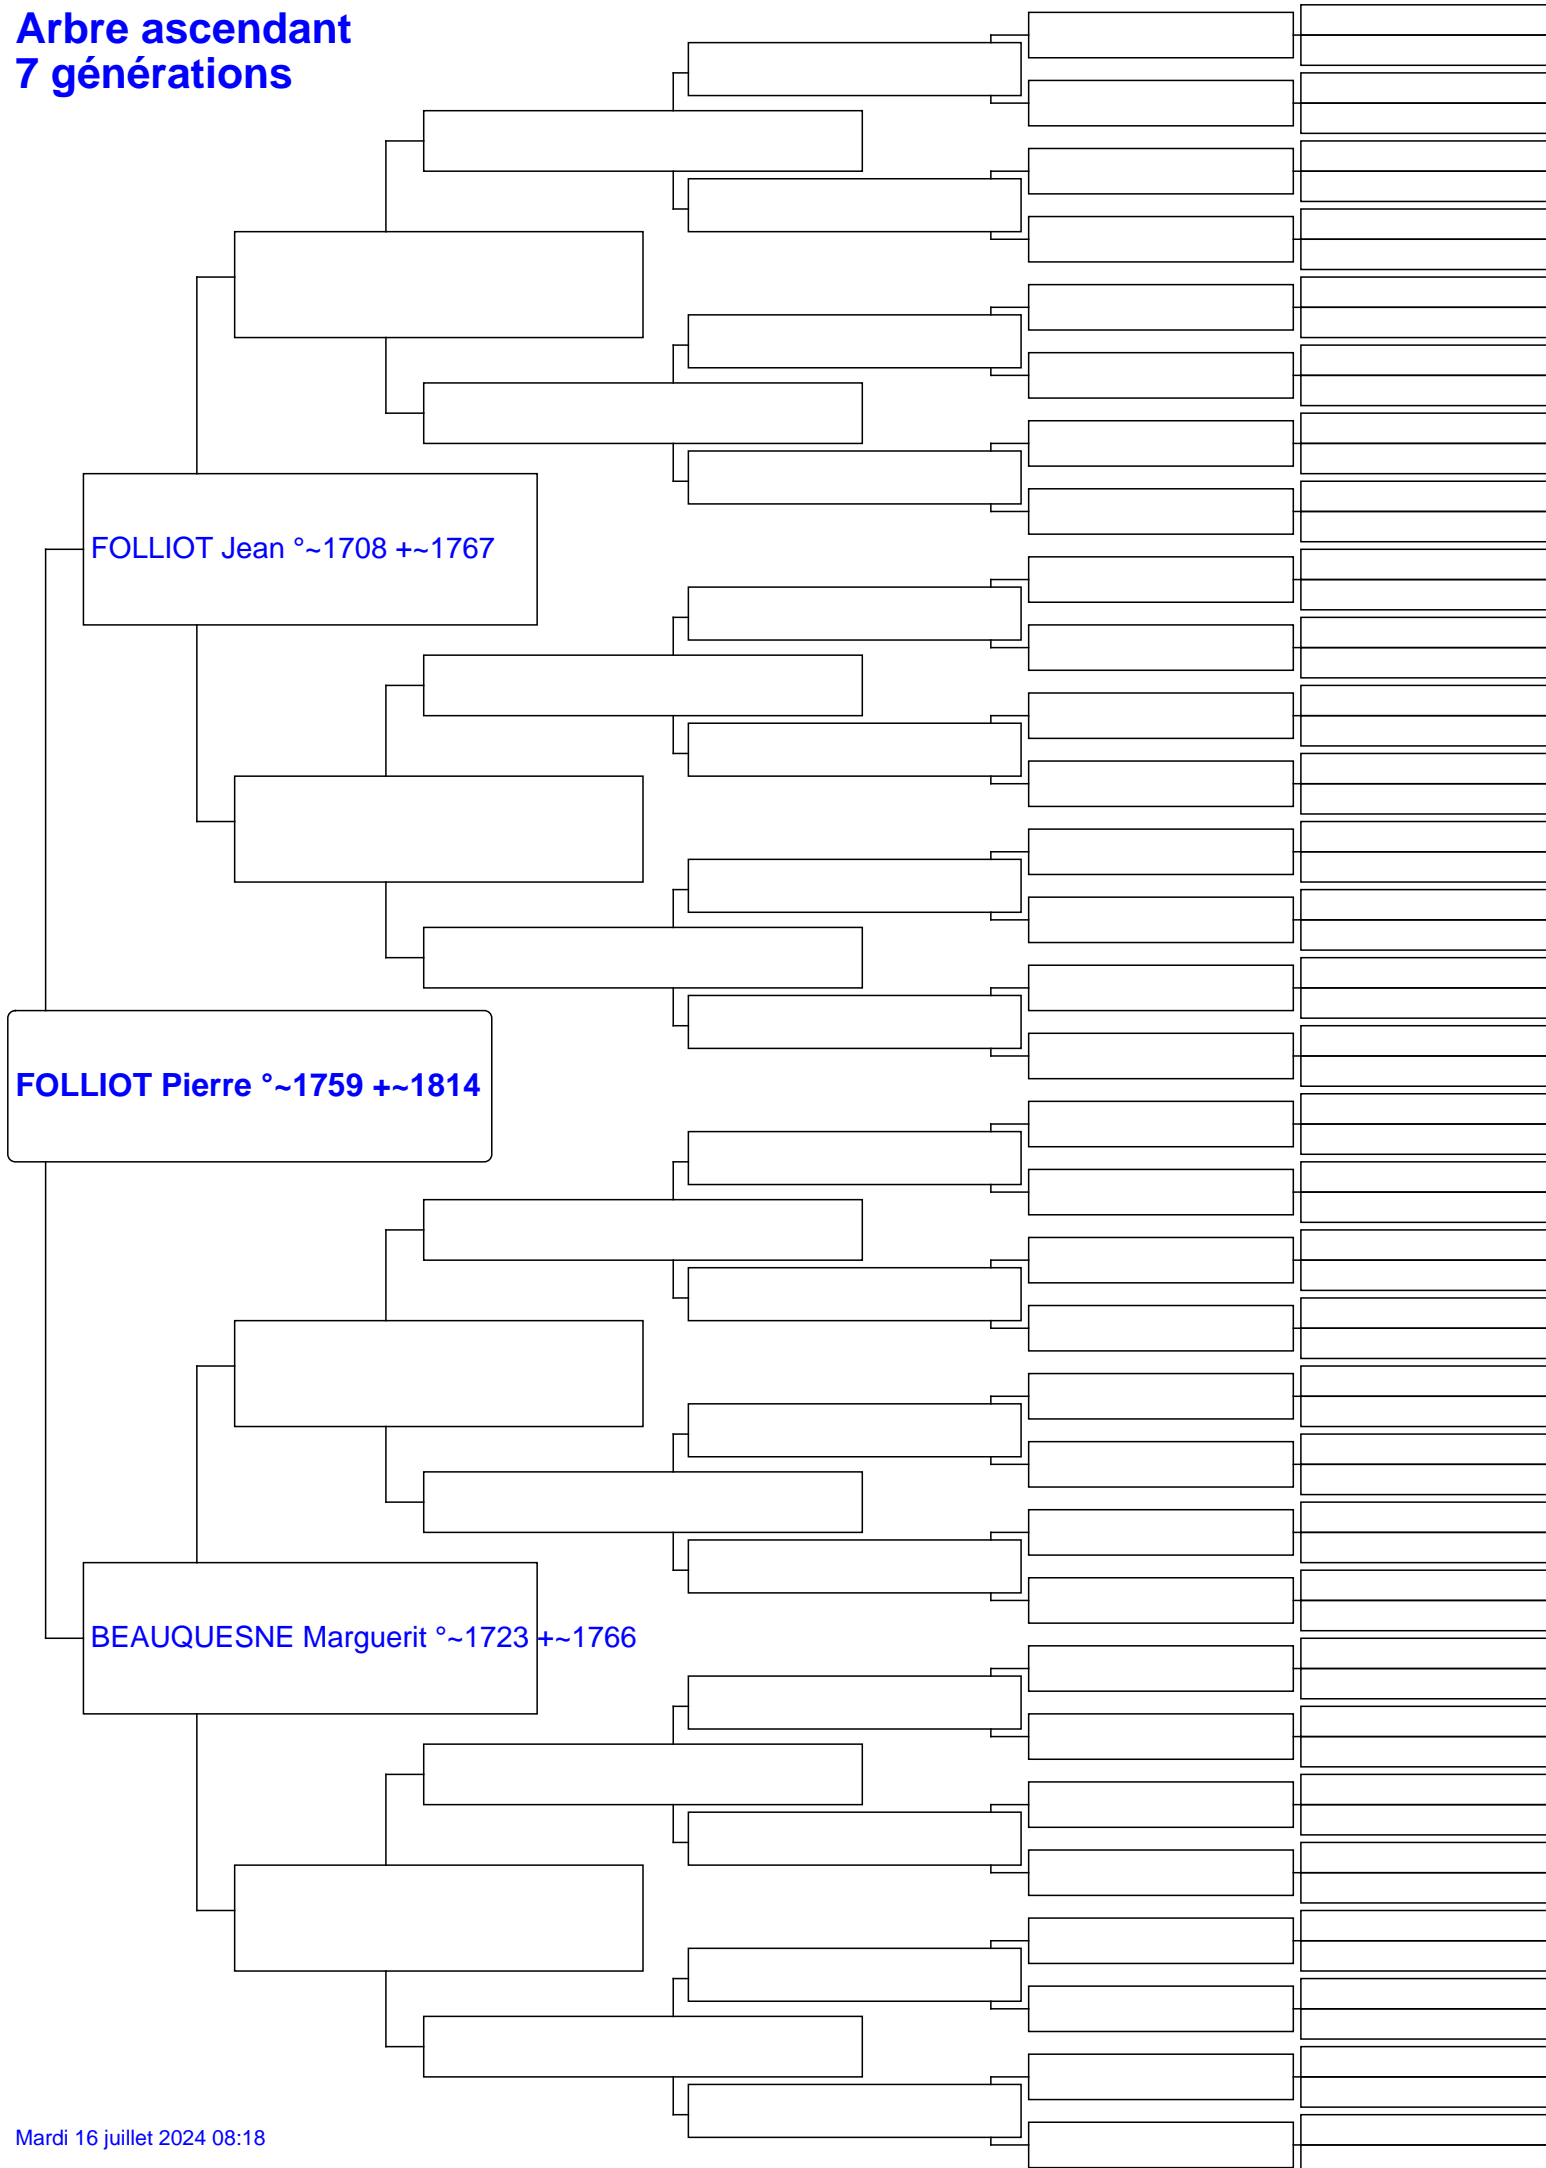 Arbre ascendant
7 générations
FOLLIOT Jean °~1708 +~1767
FOLLIOT Pierre °~1759 +~1814
BEAUQUESNE Marguerit °~1723 +~1766
Mardi 16 juillet 2024 08:18